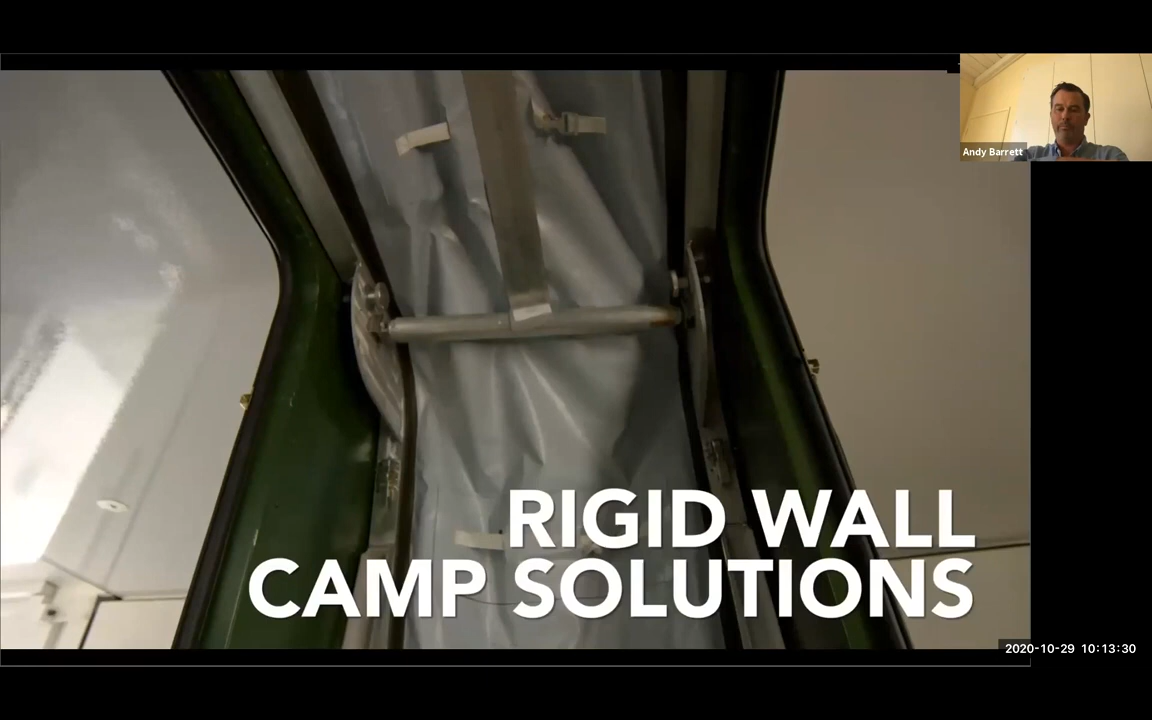 Andy Barrett
RIGID WALL
CAMP SOLUTIONS
2020-10-29 10:13:30